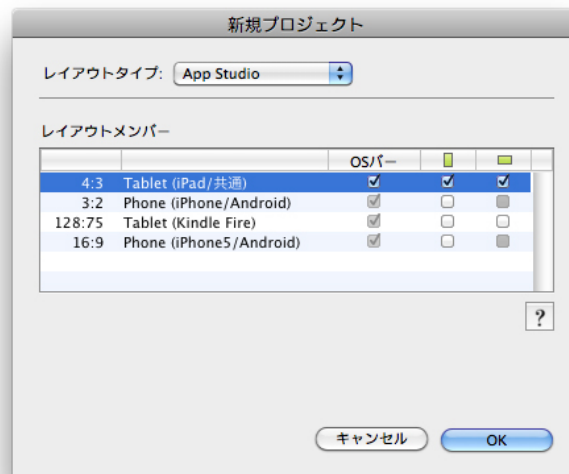 新規プロジェクト
レイアウトタイプ: App Studio
レイアウトメンバー
OSバー
4:3 Tablet (iPad/共通)
3:2 Phone (iPhone/Android)
128:75 Tablet (Kindle Fire)
16:9 Phone (iPhone5/Android)
?
キャンセル OK